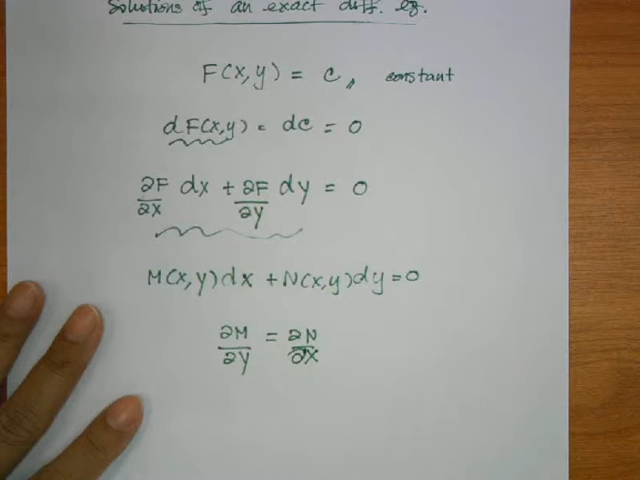 Solutions of an exact diff. eq.
F(x,y) = C, constant
dF(x,y) = dC = 0
∂F/∂x dx + ∂F/∂y dy = 0
M(x,y)dx + N(x,y)dy = 0
∂M/∂y = ∂N/∂x